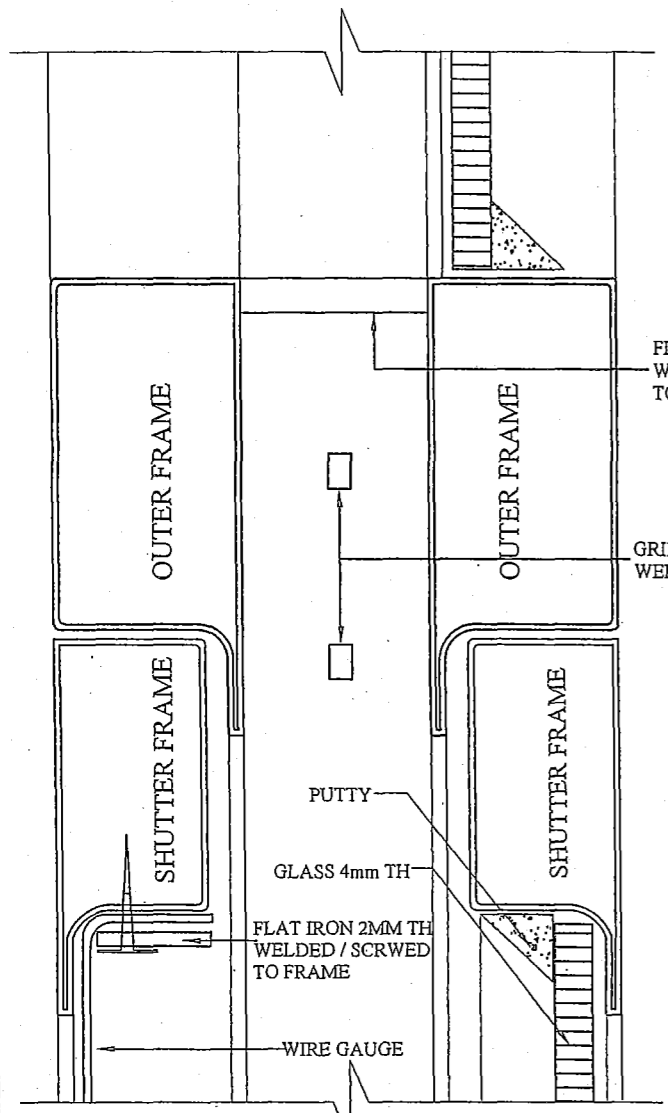 OUTER FRAME
OUTER FRAME
WELDED
SHUTTER FRAME
SHUTTER FRAME
PUTTY
GLASS 4mm TH
FLAT IRON 2MM TH
WELDED / SCRWED
TO FRAME
WIRE GAUGE